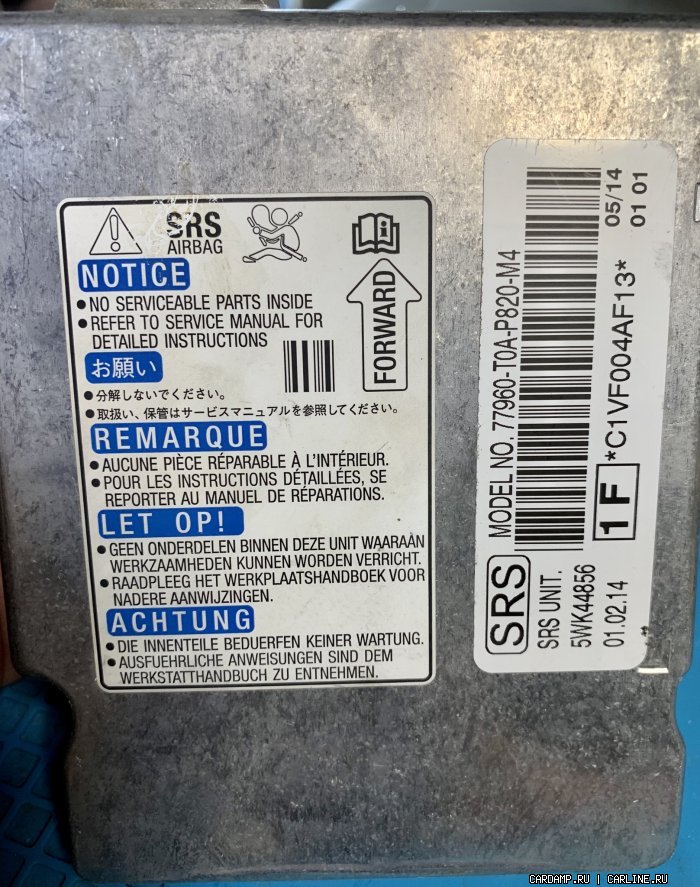 SRS
AIRBAG
NOTICE
● NO SERVICEABLE PARTS INSIDE
● REFER TO SERVICE MANUAL FOR
DETAILED INSTRUCTIONS
FORWARD
お願い
● 分解しないでください。
● 取扱い、保管はサービスマニュアルを参照してください。
REMARQUE
● AUCUNE PIÈCE RÉPARABLE À L'INTÉRIEUR.
● POUR LES INSTRUCTIONS DÉTAILLÉES, SE
REPORTER AU MANUEL DE RÉPARATIONS.
LET OP!
● GEEN ONDERDELEN BINNEN DEZE UNIT WAARAAN
WERKZAAMHEDEN KUNNEN WORDEN VERRICHT.
● RAADPLEEG HET WERKPLAATSHANDBOEK VOOR
NADERE AANWIJZINGEN.
ACHTUNG
● DIE INNENTEILE BEDUERFEN KEINER WARTUNG.
● AUSFUEHRLICHE ANWEISUNGEN SIND DEM
WERKSTATTHANDBUCH ZU ENTNEHMEN.
SRS MODEL NO. 77960-T0A-P820-M4
SRS UNIT.
5WK44856
01.02.14
1F *C1VF004AF13*
05/14
01 01
CARDAMP.RU | CARLINE.RU